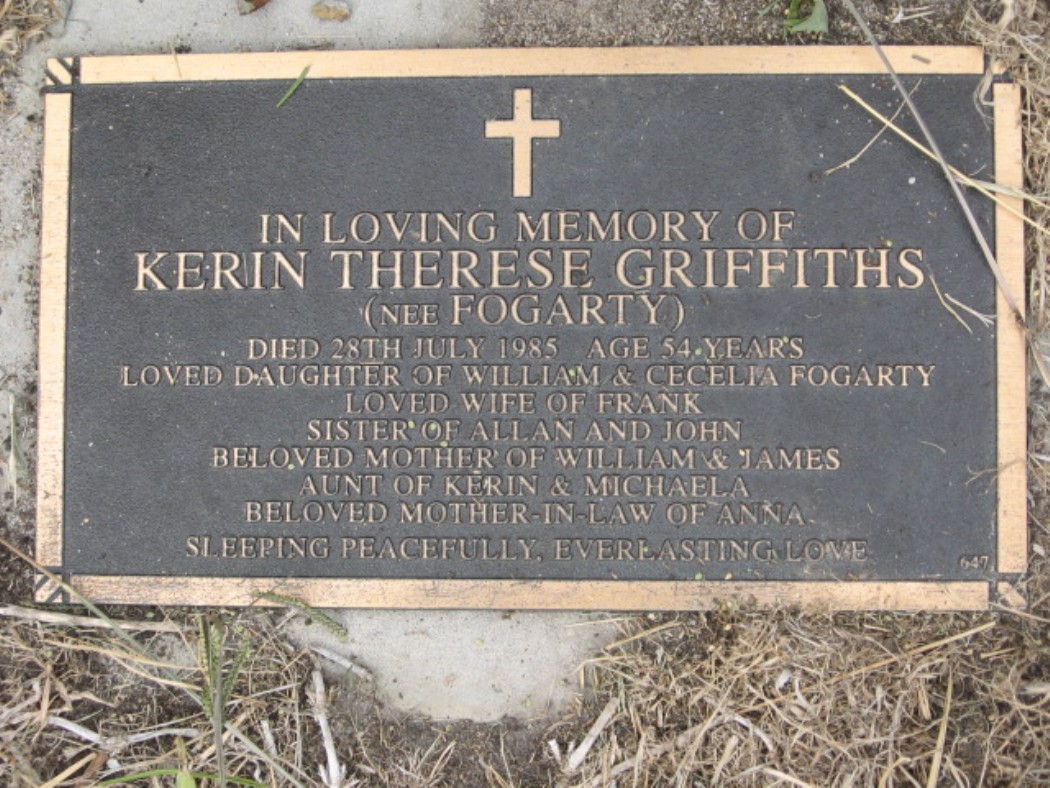 IN LOVING MEMORY OF
KERIN THERESE GRIFFITHS
(NEE FOGARTY)
DIED 28TH JULY 1985 AGE 54 YEARS
LOVED DAUGHTER OF WILLIAM & CECELIA FOGARTY
LOVED WIFE OF FRANK
SISTER OF ALLAN AND JOHN
BELOVED MOTHER OF WILLIAM & JAMES
AUNT OF KERIN & MICHAELA
BELOVED MOTHER-IN-LAW OF ANNA
SLEEPING PEACEFULLY, EVERLASTING LOVE
647